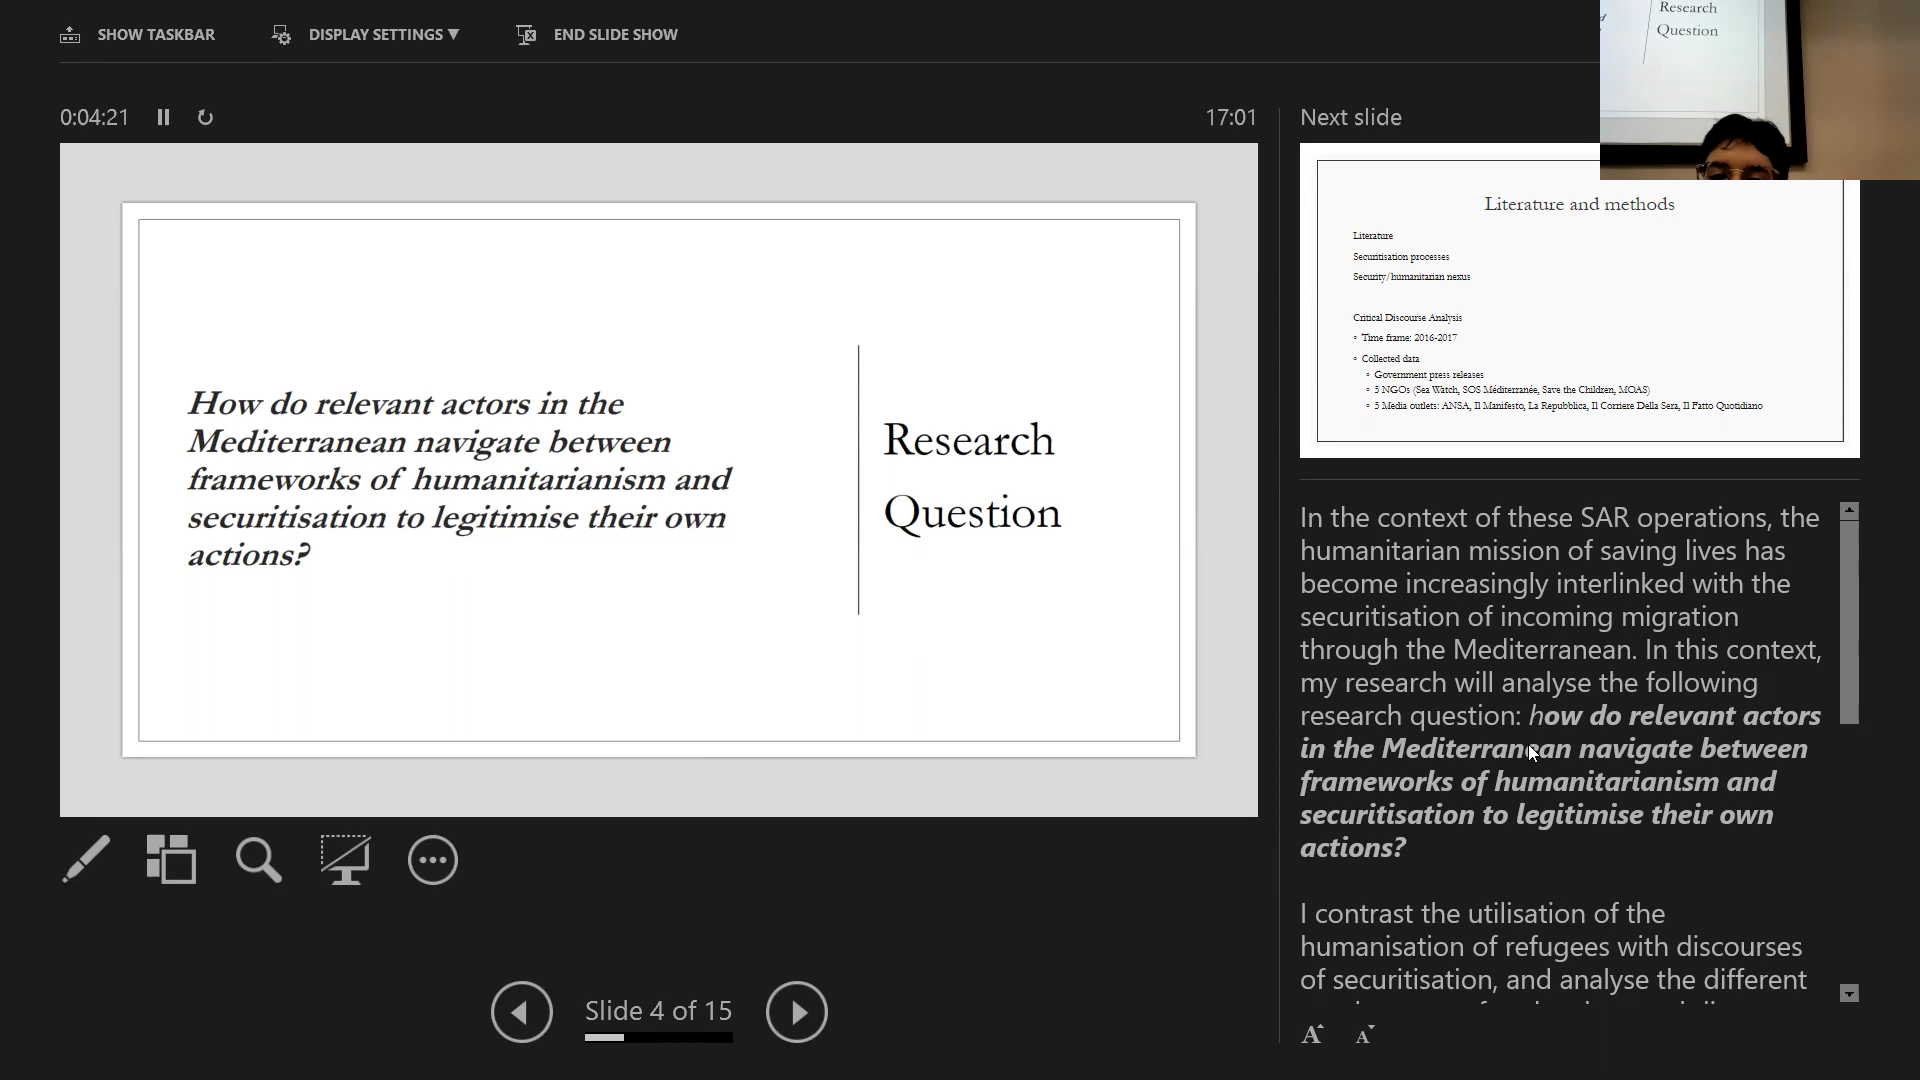 SHOW TASKBAR
DISPLAY SETTINGS ▼
END SLIDE SHOW
0:04:21
17:01
How do relevant actors in the
Mediterranean navigate between
frameworks of humanitarianism and
securitisation to legitimise their own
actions?
Research
Question
Slide 4 of 15
Research
Question
Next slide
Literature and methods
Literature
Securitisation processes
Security/humanitarian nexus
Critical Discourse Analysis
▫ Time frame: 2016-2017
▫ Collected data
▫ Government press releases
▫ 5 NGOs (Sea Watch, SOS Méditerranée, Save the Children, MOAS)
▫ 5 Media outlets: ANSA, Il Manifesto, La Repubblica, Il Corriere Della Sera, Il Fatto Quotidiano
In the context of these SAR operations, the
humanitarian mission of saving lives has
become increasingly interlinked with the
securitisation of incoming migration
through the Mediterranean. In this context,
my research will analyse the following
research question: how do relevant actors
in the Mediterranean navigate between
frameworks of humanitarianism and
securitisation to legitimise their own
actions?
I contrast the utilisation of the
humanisation of refugees with discourses
of securitisation, and analyse the different
A A